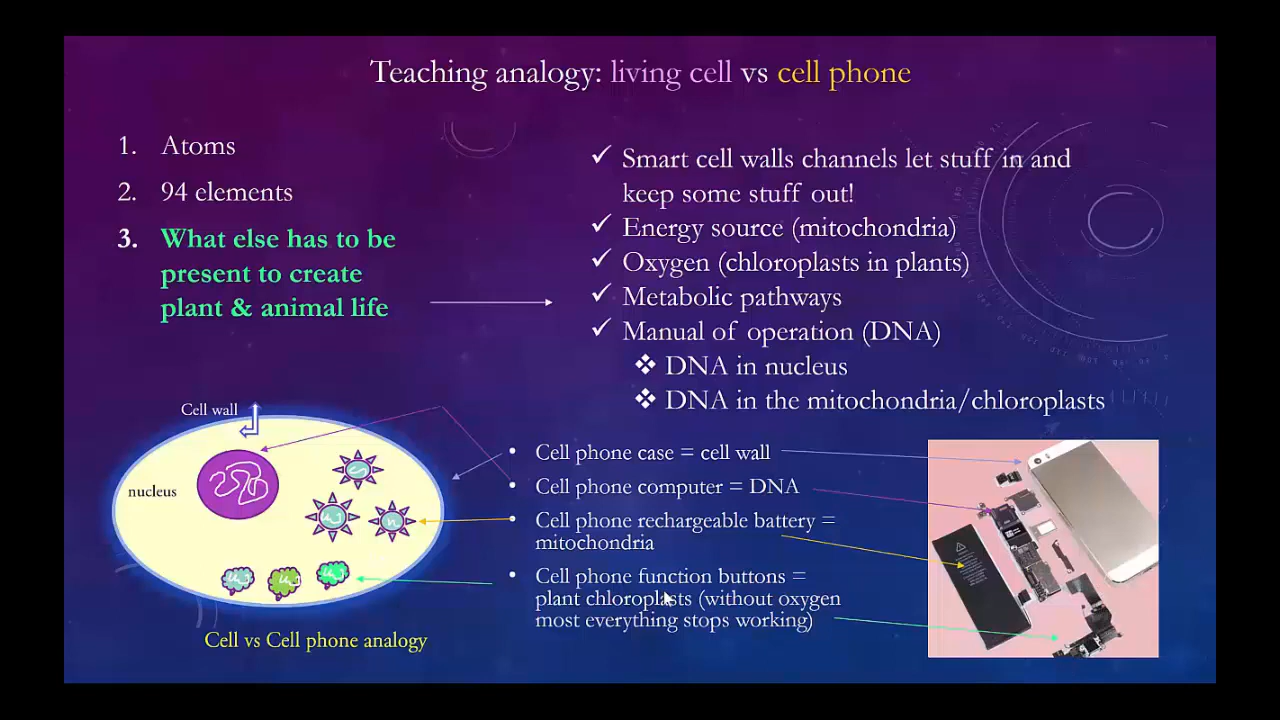 Teaching analogy: living cell vs cell phone
1. Atoms
2. 94 elements
3. What else has to be
present to create
plant & animal life
✓ Smart cell walls channels let stuff in and
keep some stuff out!
✓ Energy source (mitochondria)
✓ Oxygen (chloroplasts in plants)
✓ Metabolic pathways
✓ Manual of operation (DNA)
❖ DNA in nucleus
❖ DNA in the mitochondria/chloroplasts
Cell wall
nucleus
Cell vs Cell phone analogy
• Cell phone case = cell wall
• Cell phone computer = DNA
• Cell phone rechargeable battery =
mitochondria
• Cell phone function buttons =
plant chloroplasts (without oxygen
most everything stops working)